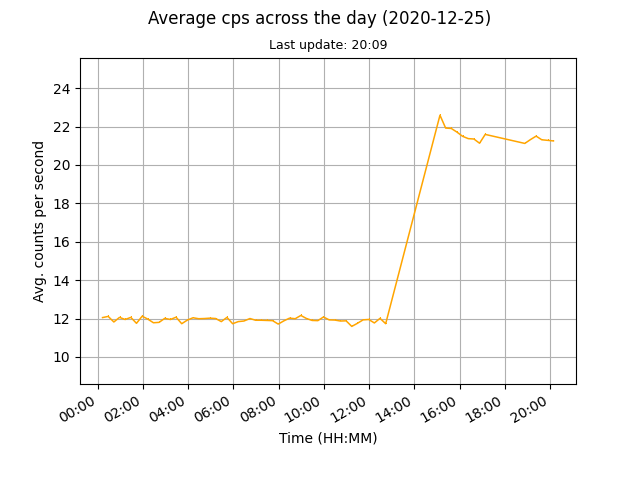 Average cps across the day (2020-12-25)
Last update: 20:09
24
22
20
18
16
14
12
10
Avg. counts per second
00:00 02:00 04:00 06:00 08:00 10:00 12:00 14:00 16:00 18:00 20:00
Time (HH:MM)